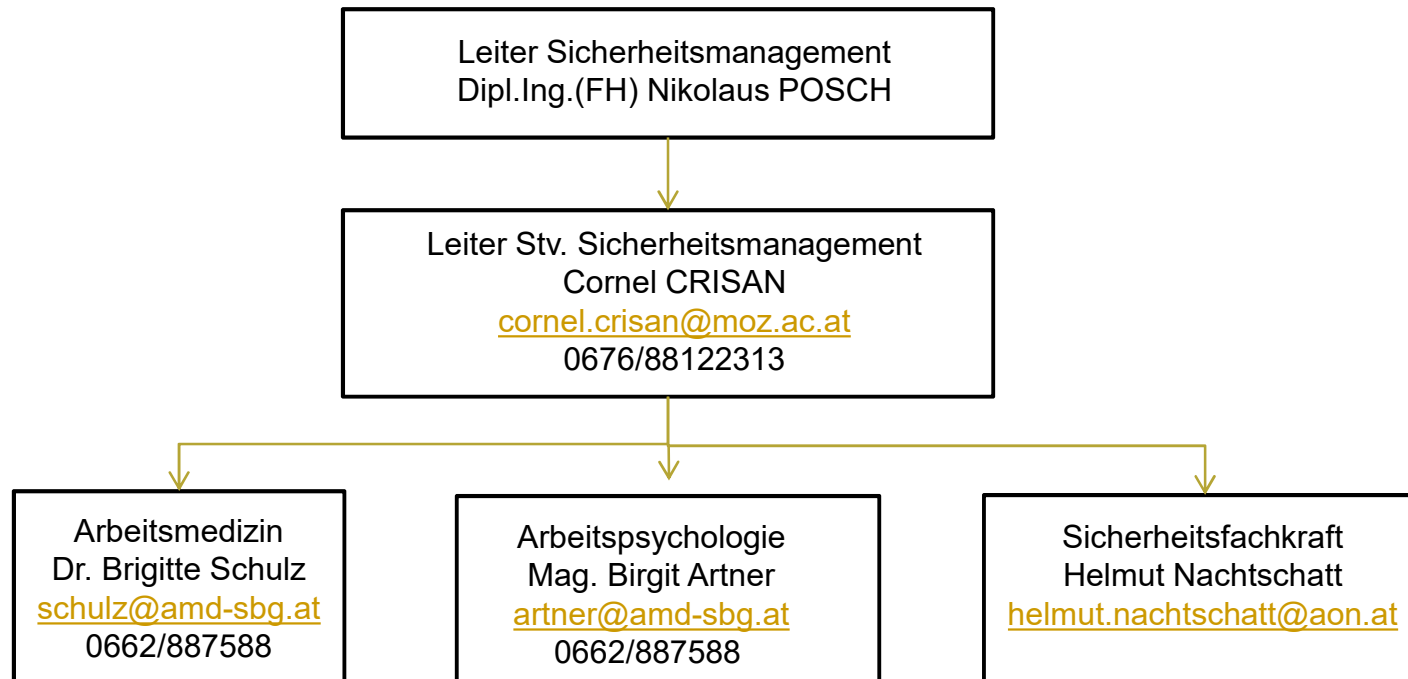 Leiter Sicherheitsmanagement
Dipl.Ing.(FH) Nikolaus POSCH
Leiter Stv. Sicherheitsmanagement
Cornel CRISAN
cornel.crisan@moz.ac.at
0676/88122313
Arbeitsmedizin
Dr. Brigitte Schulz
schulz@amd-sbg.at
0662/887588
Arbeitspsychologie
Mag. Birgit Artner
artner@amd-sbg.at
0662/887588
Sicherheitsfachkraft
Helmut Nachtschatt
helmut.nachtschatt@aon.at